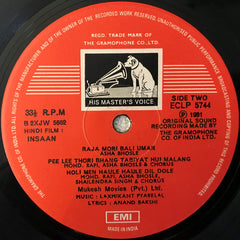 REGD. TRADE MARK OF
THE GRAMOPHONE CO. LTD
HIS MASTER'S VOICE
33⅓ R.P.M
8 2XJW 5662
HINDI FILM :
INSAAN
SIDE TWO
ECLP 5744
℗ 1981
ORIGINAL SOUND
RECORDING MADE BY
THE GRAMOPHONE CO.
OF INDIA LTD.
RAJA MORI BALI UMAR
ASHA BHOSLE
PEE LEE THORI BHANG TABIYAT HUI MALANG
MOHD. RAFI, ASHA BHOSLE & CHORUS
HOLI MEN HAULE HAULE DIL DOLE
MOHD. RAFI, ASHA BHOSLE,
SHAILENDRA SINGH & CHORUS
Mukesh Movies (Pvt.) Ltd.
MUSIC : LAXMIKANT PYARELAL
LYRICS : ANAND BAKSHI
EMI
MADE IN INDIA